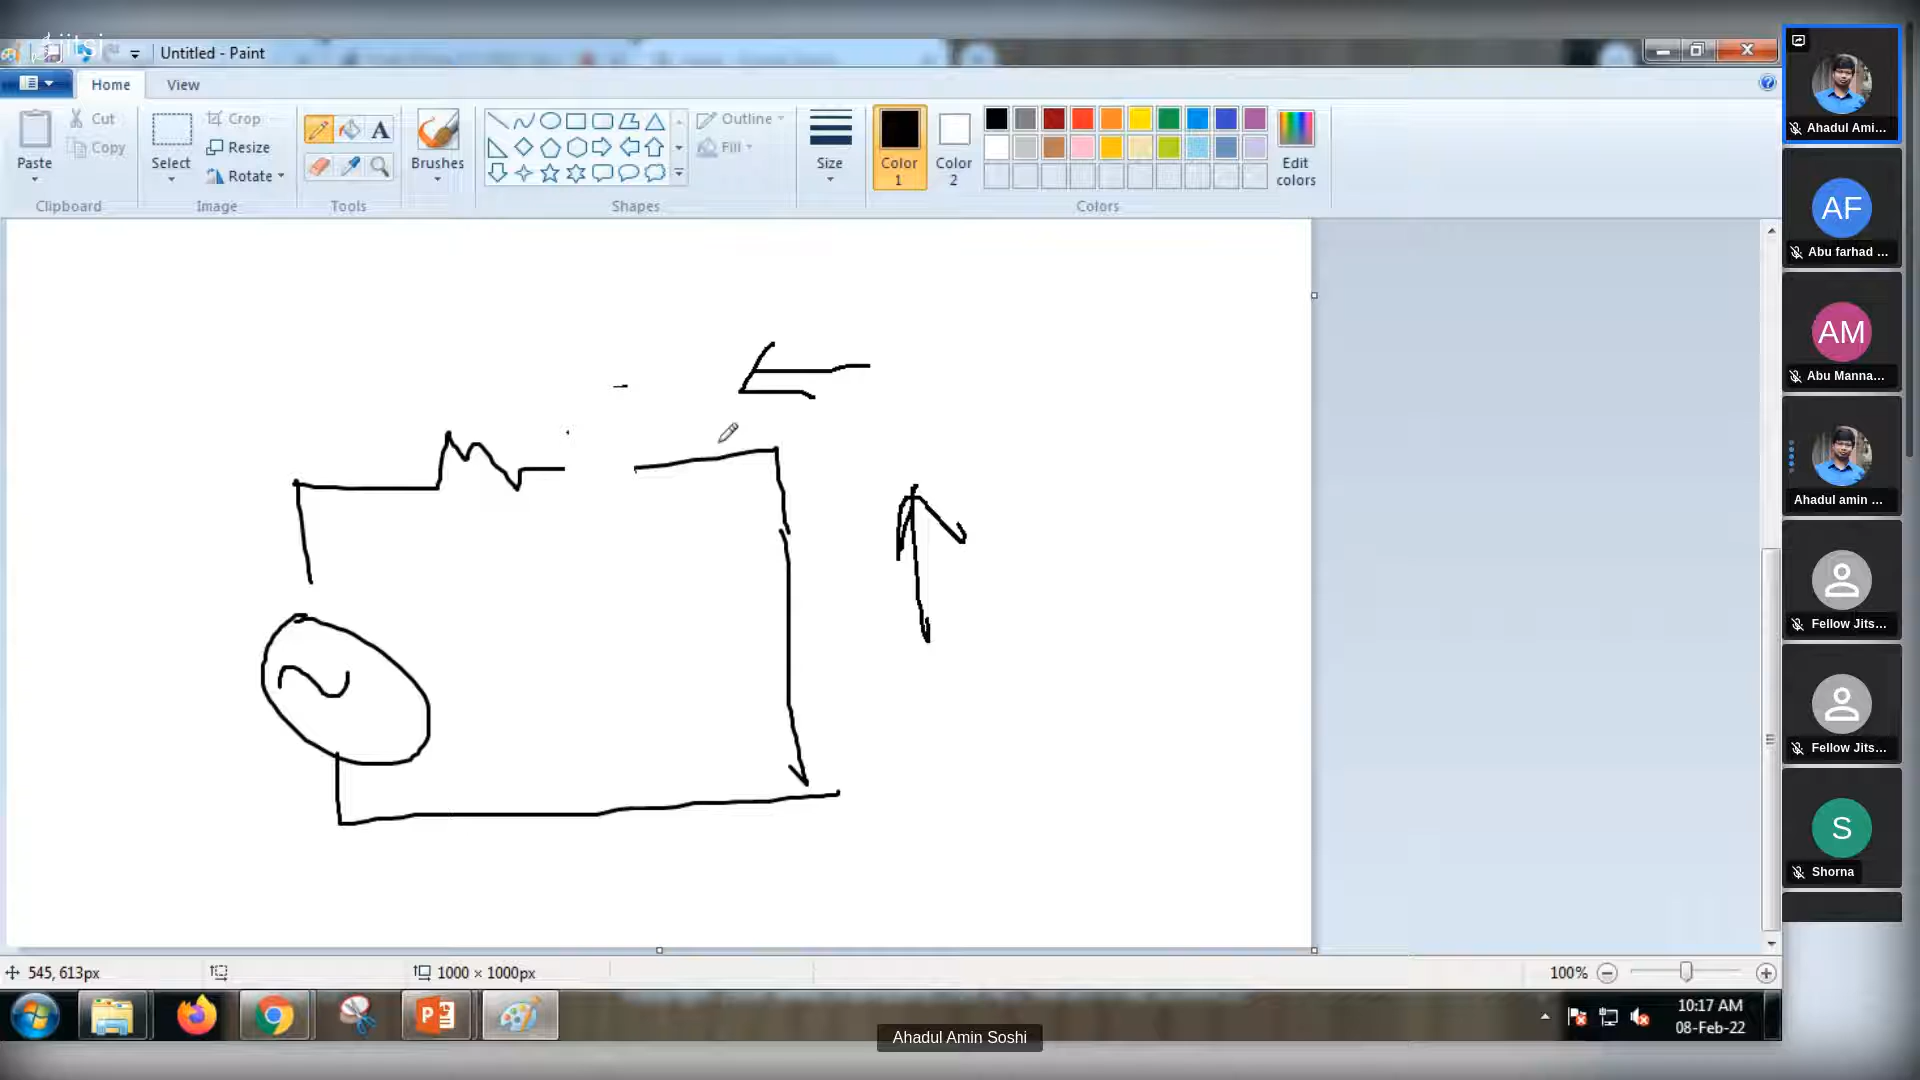 jitsi
Untitled - Paint
Home
View
Paste
Cut
Copy
Clipboard
Select
Crop
Resize
Rotate
Image
A
Tools
Brushes
Shapes
Outline
Fill
Size
Color 1
Color 2
Edit colors
Colors
545, 613px
1000 × 1000px
100%
10:17 AM
08-Feb-22
Ahadul Amin Soshi
Ahadul Ami...
AF
Abu farhad ...
AM
Abu Manna...
Ahadul amin ...
Fellow Jits...
Fellow Jits...
S
Shorna